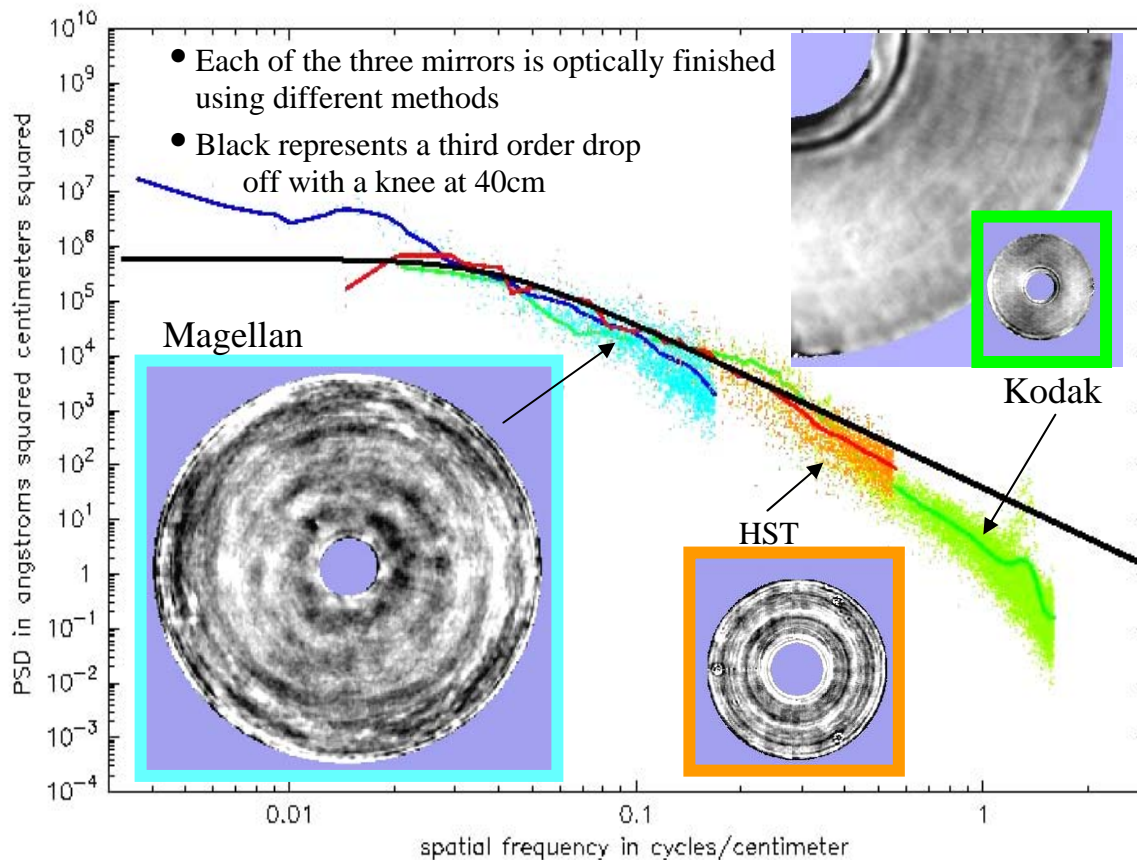 • Each of the three mirrors is optically finished
using different methods
• Black represents a third order drop
off with a knee at 40cm
Magellan
Kodak
HST
PSD in angstroms squared centimeters squared
10^10
10^9
10^8
10^7
10^6
10^5
10^4
10^3
10^2
10^1
1
10^-1
10^-2
10^-3
10^-4
0.01
0.1
1
spatial frequency in cycles/centimeter